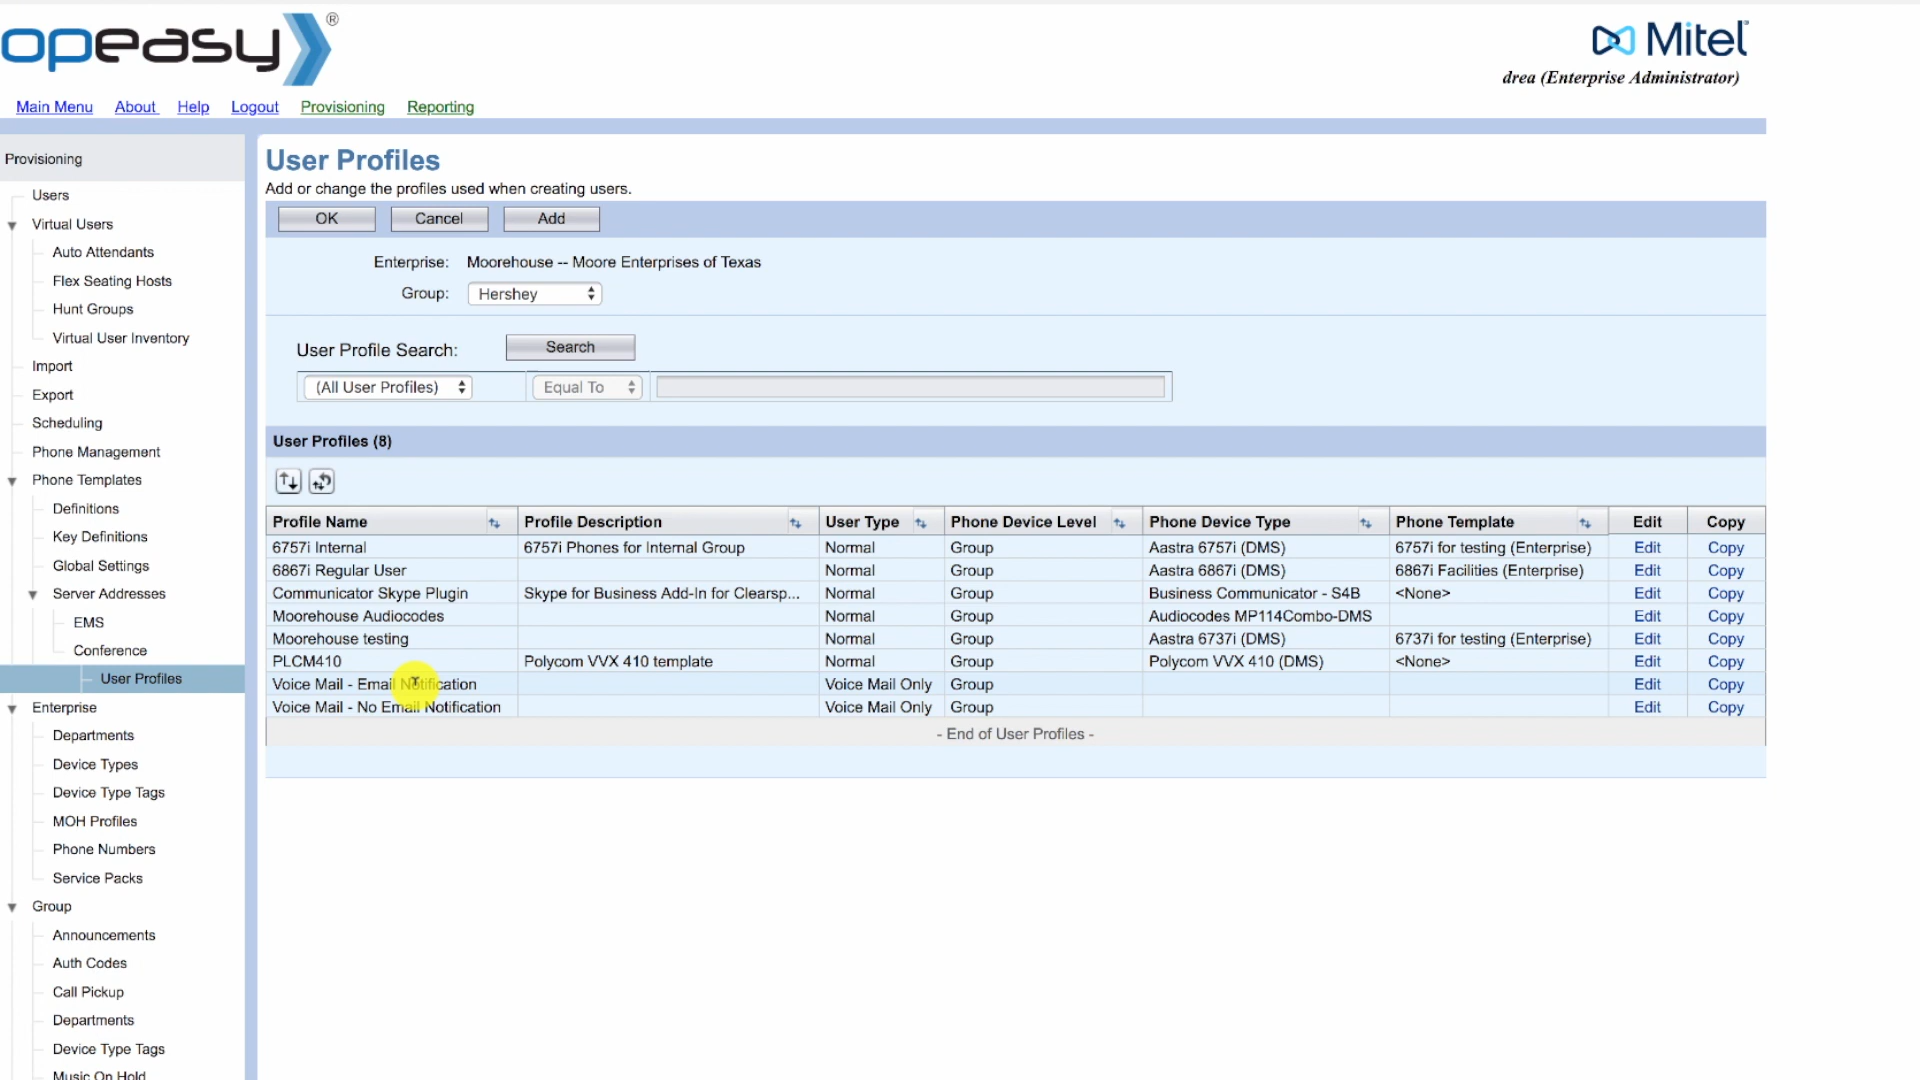 opeasy ®
Mitel
drea (Enterprise Administrator)
Main Menu About Help Logout Provisioning Reporting
Provisioning
Users
Virtual Users
Auto Attendants
Flex Seating Hosts
Hunt Groups
Virtual User Inventory
Import
Export
Scheduling
Phone Management
Phone Templates
Definitions
Key Definitions
Global Settings
Server Addresses
EMS
Conference
User Profiles
Enterprise
Departments
Device Types
Device Type Tags
MOH Profiles
Phone Numbers
Service Packs
Group
Announcements
Auth Codes
Call Pickup
Departments
Device Type Tags
Music On Hold
User Profiles
Add or change the profiles used when creating users.
OK Cancel Add
Enterprise: Moorehouse -- Moore Enterprises of Texas
Group: Hershey
User Profile Search: Search
(All User Profiles) Equal To
User Profiles (8)
Profile Name Profile Description User Type Phone Device Level Phone Device Type Phone Template Edit Copy
6757i Internal 6757i Phones for Internal Group Normal Group Aastra 6757i (DMS) 6757i for testing (Enterprise) Edit Copy
6867i Regular User Normal Group Aastra 6867i (DMS) 6867i Facilities (Enterprise) Edit Copy
Communicator Skype Plugin Skype for Business Add-In for Clearsp... Normal Group Business Communicator - S4B <None> Edit Copy
Moorehouse Audiocodes Normal Group Audiocodes MP114Combo-DMS Edit Copy
Moorehouse testing Normal Group Aastra 6737i (DMS) 6737i for testing (Enterprise) Edit Copy
PLCM410 Polycom VVX 410 template Normal Group Polycom VVX 410 (DMS) <None> Edit Copy
Voice Mail - Email Notification Voice Mail Only Group Edit Copy
Voice Mail - No Email Notification Voice Mail Only Group Edit Copy
- End of User Profiles -